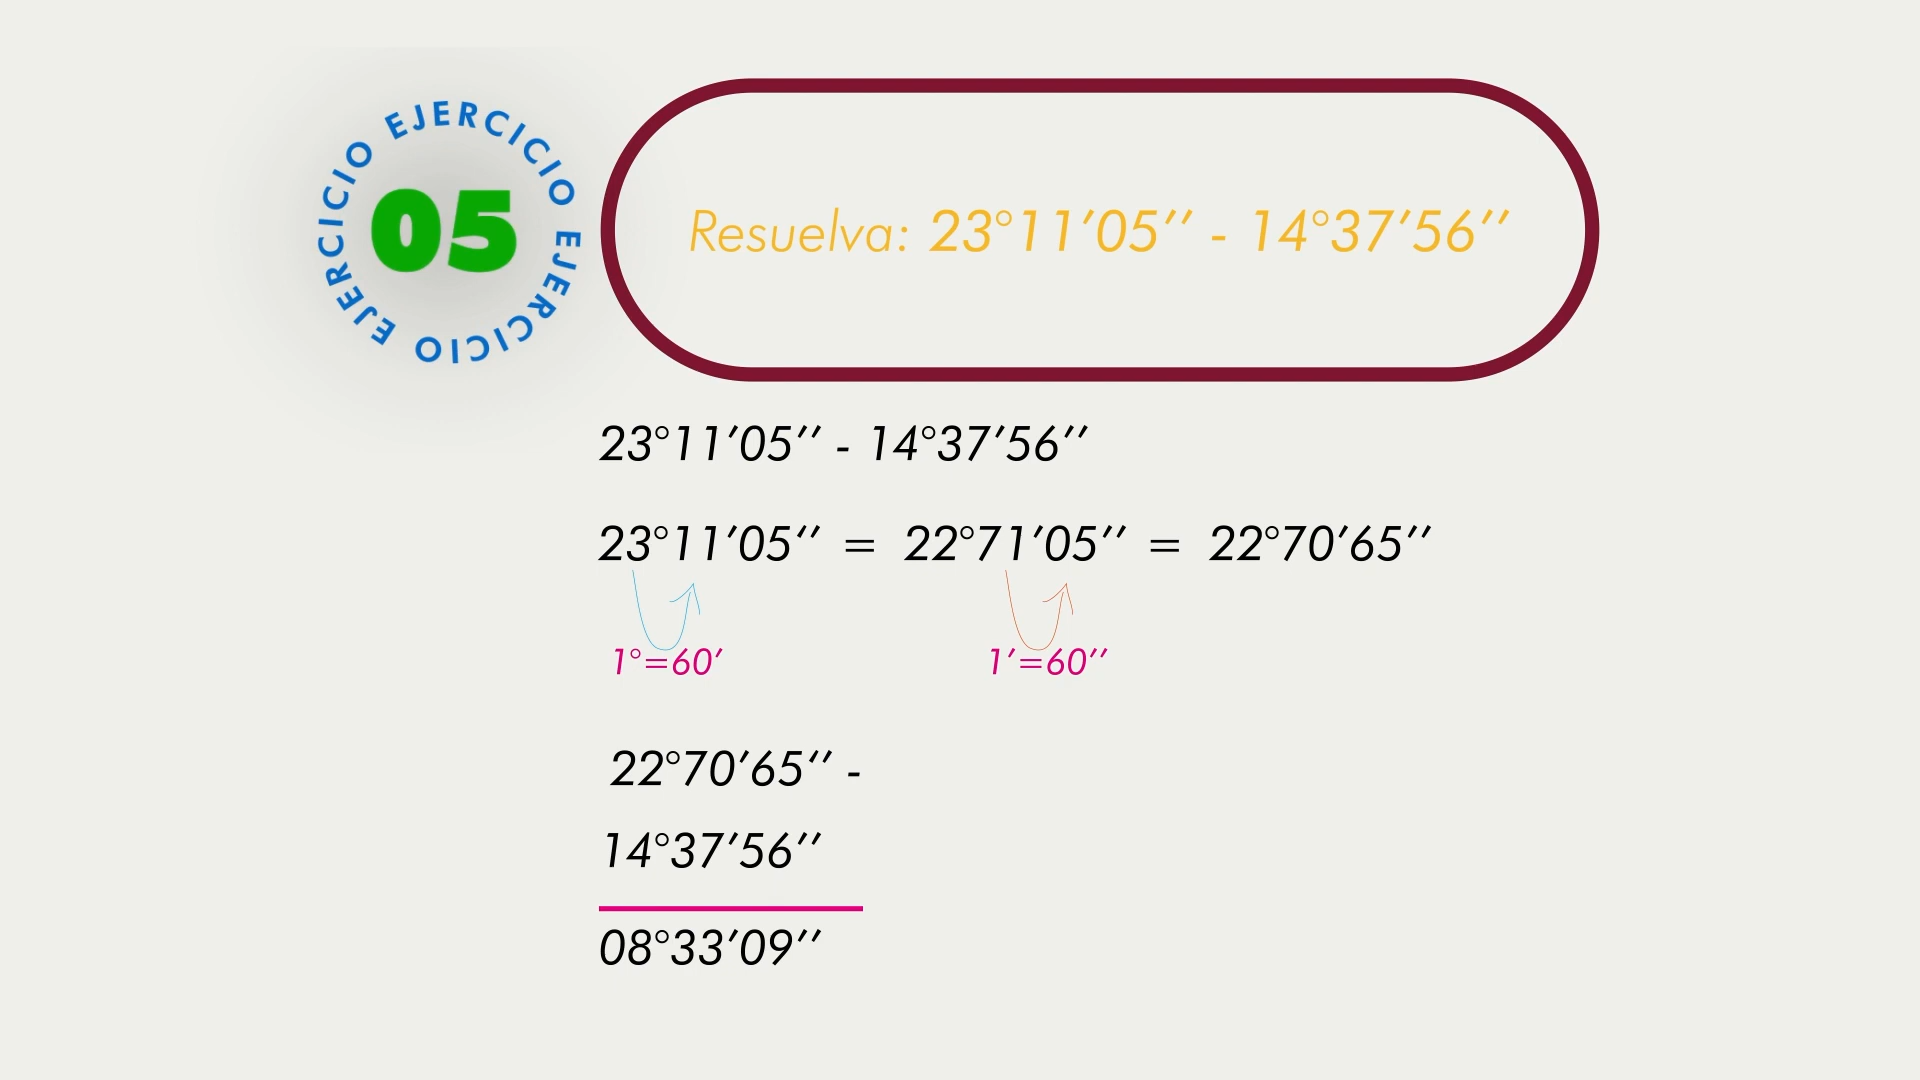 EJERCICIO EJERCICIO EJERCICIO EJERCICIO
05
Resuelva: 23°11’05’’ - 14°37’56’’
23°11’05’’ - 14°37’56’’
23°11’05’’ = 22°71’05’’ = 22°70’65’’
1°=60’ 1’=60’’
22°70’65’’ -
14°37’56’’
08°33’09’’